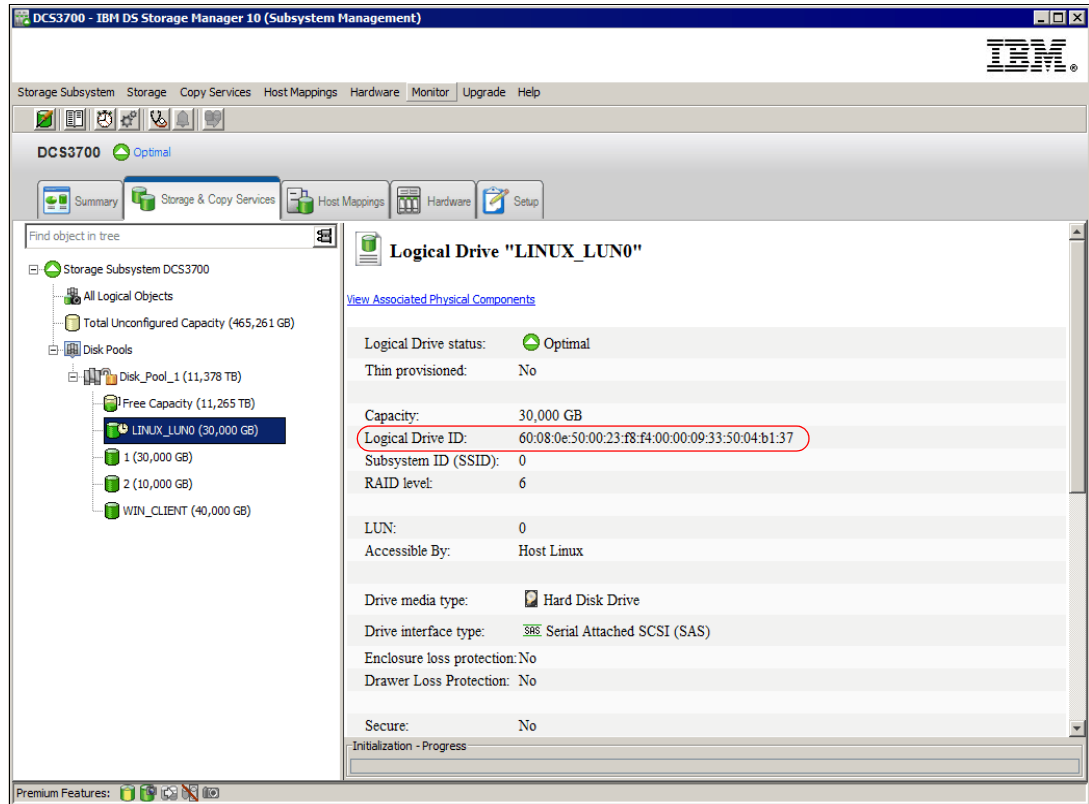 DCS3700 - IBM DS Storage Manager 10 (Subsystem Management)
IBM®
Storage Subsystem Storage Copy Services Host Mappings Hardware Monitor Upgrade Help
DCS3700 Optimal
Summary Storage & Copy Services Host Mappings Hardware Setup
Find object in tree
Storage Subsystem DCS3700
All Logical Objects
Total Unconfigured Capacity (465,261 GB)
Disk Pools
Disk_Pool_1 (11,378 TB)
Free Capacity (11,265 TB)
LINUX_LUN0 (30,000 GB)
1 (30,000 GB)
2 (10,000 GB)
WIN_CLIENT (40,000 GB)
Logical Drive "LINUX_LUN0"
View Associated Physical Components
Logical Drive status: Optimal
Thin provisioned: No
Capacity: 30,000 GB
Logical Drive ID: 60:08:0e:50:00:23:f8:f4:00:00:09:33:50:04:b1:37
Subsystem ID (SSID): 0
RAID level: 6
LUN: 0
Accessible By: Host Linux
Drive media type: Hard Disk Drive
Drive interface type: SAS Serial Attached SCSI (SAS)
Enclosure loss protection: No
Drawer Loss Protection: No
Secure: No
Initialization - Progress
Premium Features: